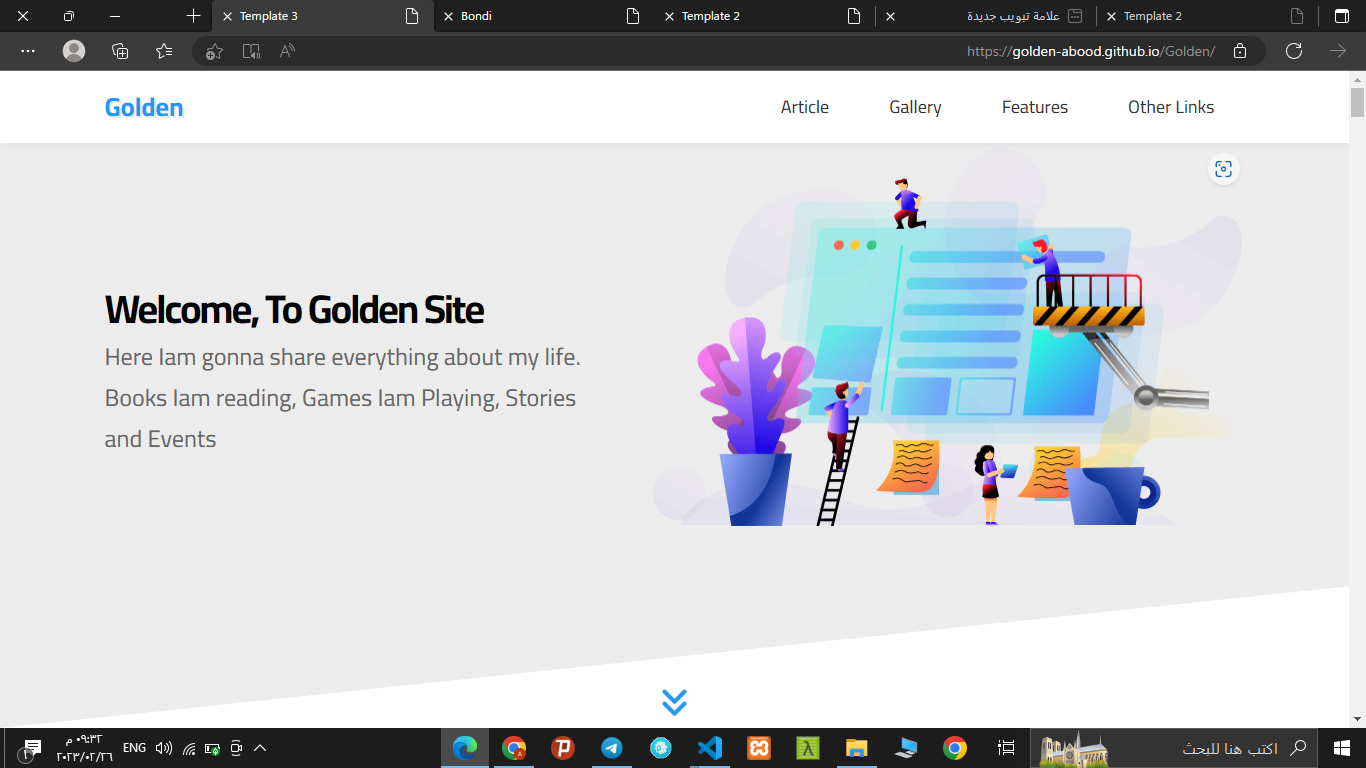 Template 3
Bondi
Template 2
علامة تبويب جديدة
Template 2
https://golden-abood.github.io/Golden/
Golden
Article
Gallery
Features
Other Links
Welcome, To Golden Site
Here Iam gonna share everything about my life.
Books Iam reading, Games Iam Playing, Stories
and Events
٠٩:٣٢ م
٢٠٢٣/٠٢/٢٦
ENG
اكتب هنا للبحث